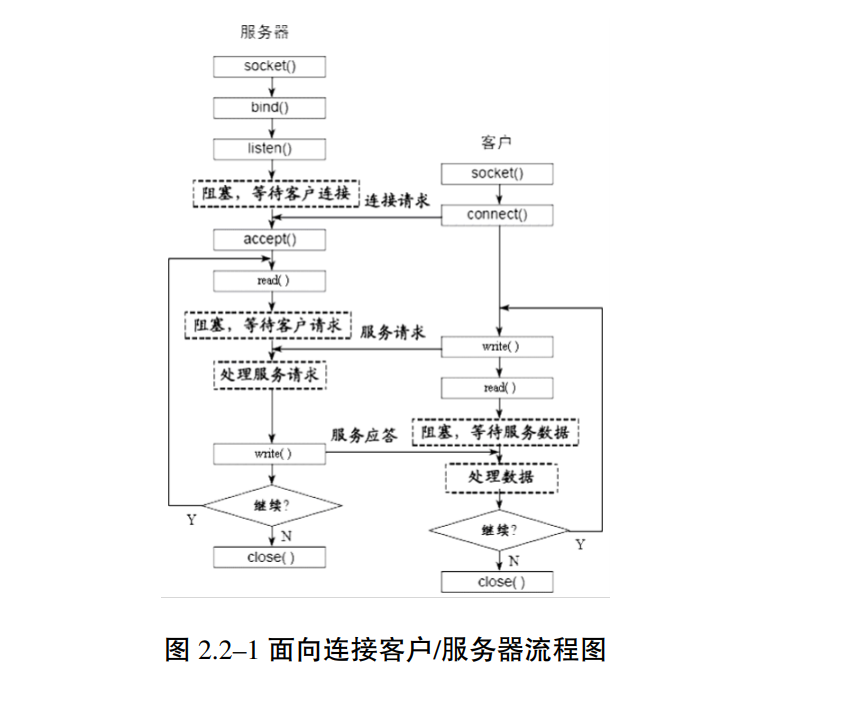 服务器
socket()
bind()
listen()
阻塞，等待客户连接
accept()
read( )
阻塞，等待客户请求
处理服务请求
write( )
继续?
Y
N
close( )
连接请求
服务请求
服务应答
客户
socket()
connect()
write( )
read( )
阻塞，等待服务数据
处理数据
继续?
Y
N
close( )
图 2.2–1 面向连接客户/服务器流程图